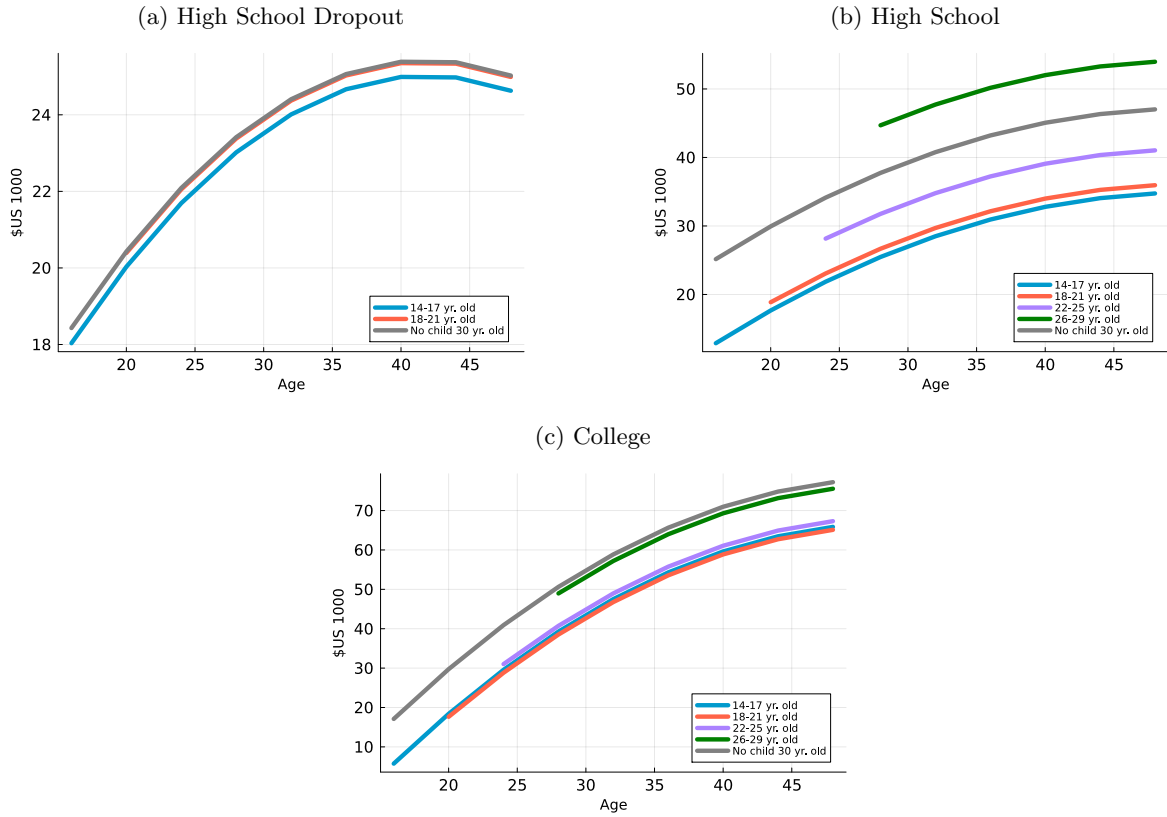 (a) High School Dropout
$US 1000
24
22
20
18
20 25 30 35 40 45
Age
14-17 yr. old
18-21 yr. old
No child 30 yr. old
(b) High School
$US 1000
50
40
30
20
20 25 30 35 40 45
Age
14-17 yr. old
18-21 yr. old
22-25 yr. old
26-29 yr. old
No child 30 yr. old
(c) College
$US 1000
70
60
50
40
30
20
10
20 25 30 35 40 45
Age
14-17 yr. old
18-21 yr. old
22-25 yr. old
26-29 yr. old
No child 30 yr. old